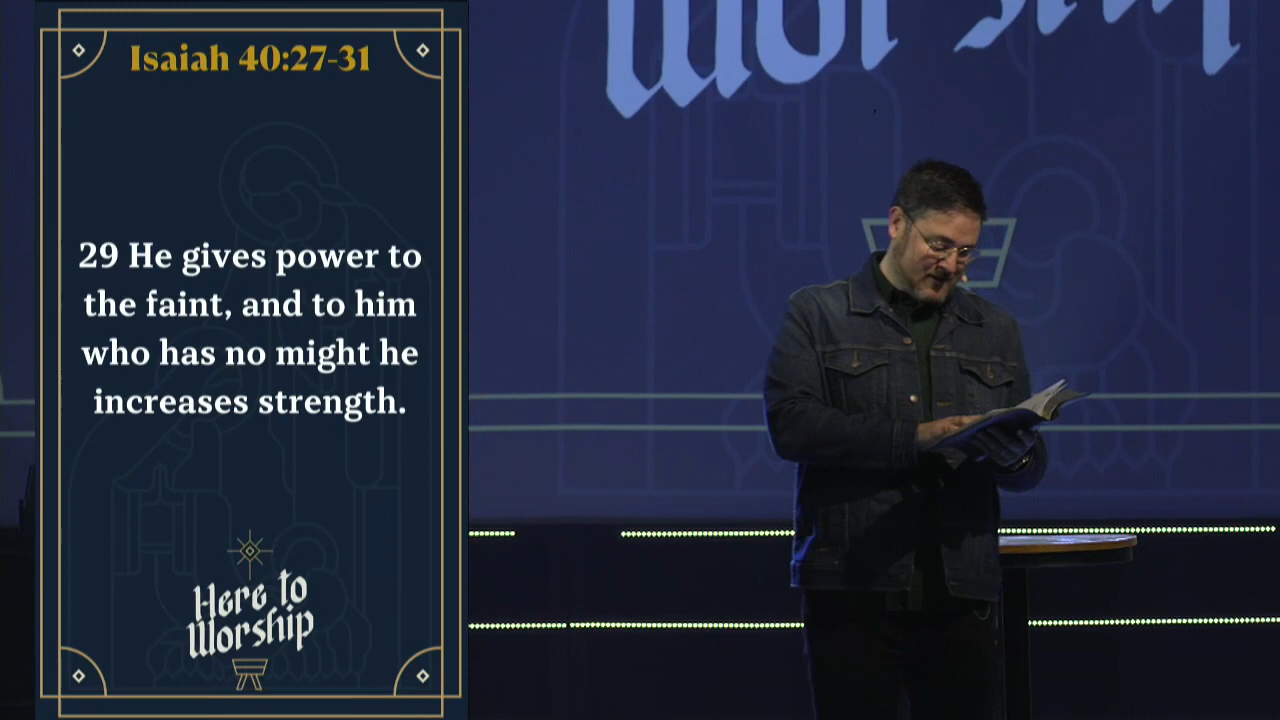 Isaiah 40:27-31
29 He gives power to
the faint, and to him
who has no might he
increases strength.
Here to
Worship
Worship